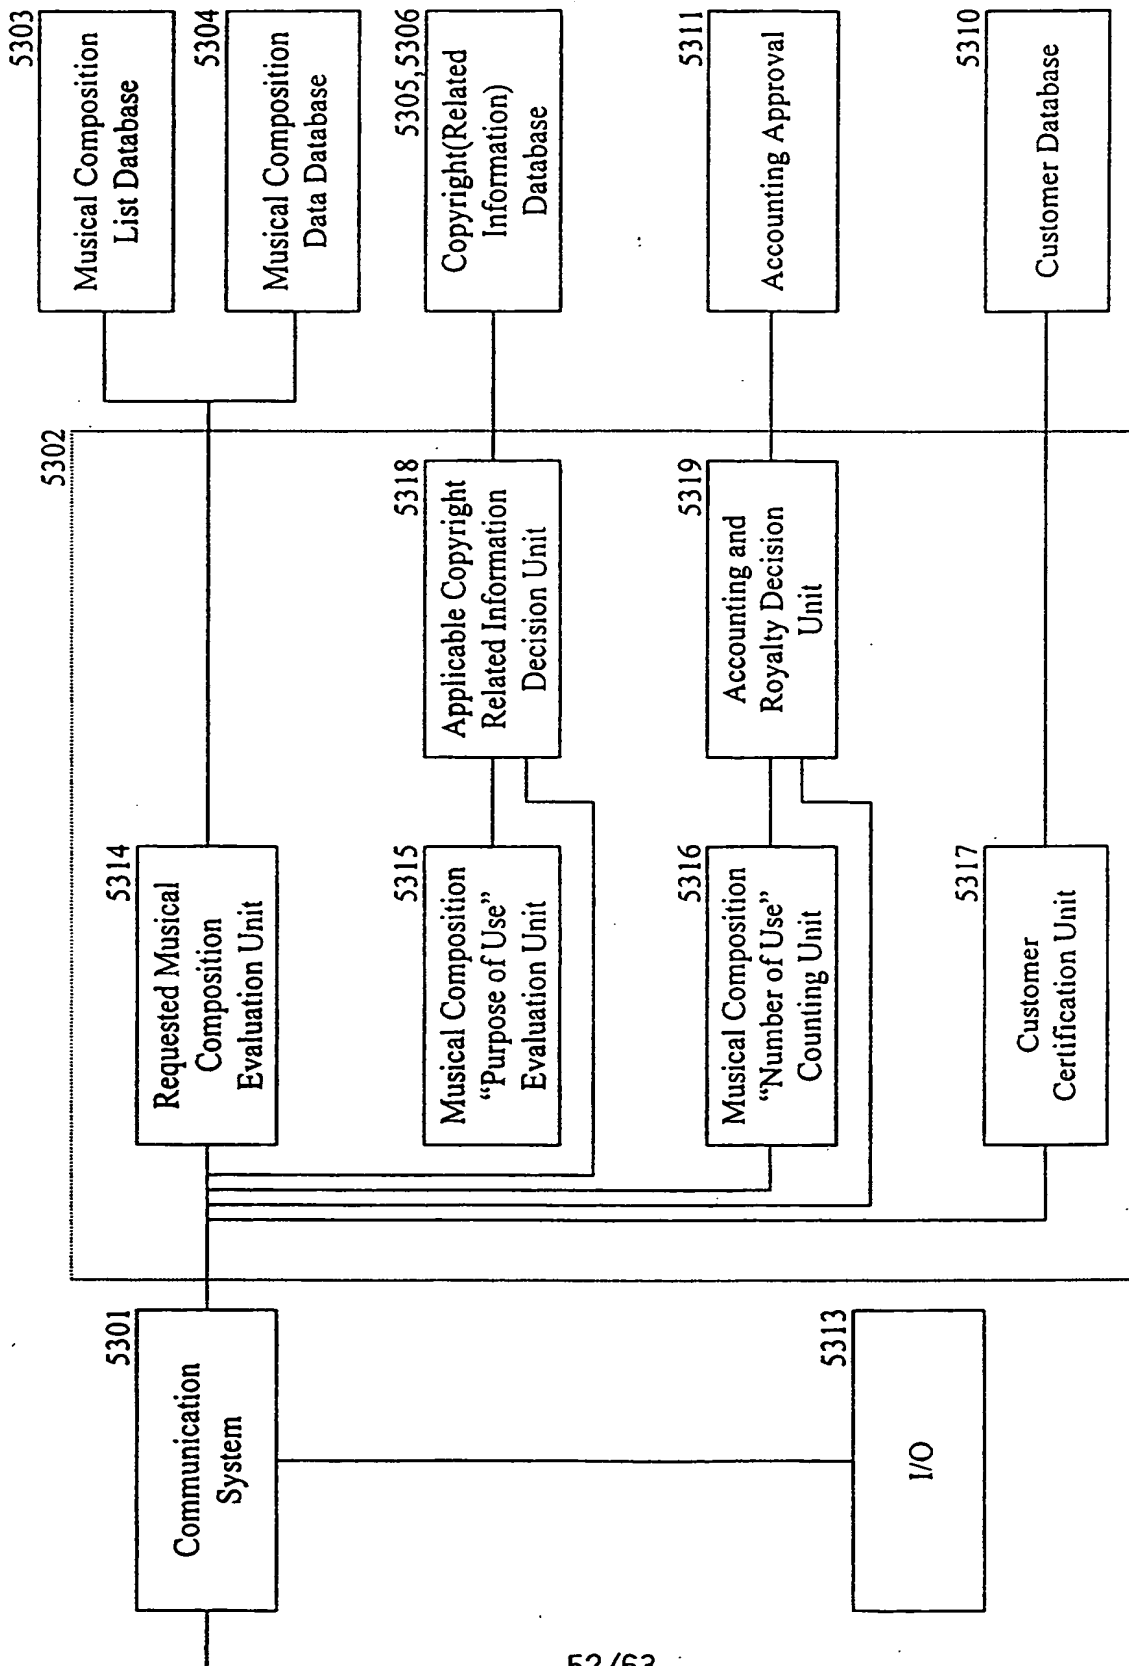 5303
Musical Composition
List Database
5304
Musical Composition
Data Database
5305,5306
Copyright(Related
Information)
Database
5311
Accounting Approval
5310
Customer Database
5302
5318
Applicable Copyright
Related Information
Decision Unit
5319
Accounting and
Royalty Decision
Unit
5314
Requested Musical
Composition
Evaluation Unit
5315
Musical Composition
“Purpose of Use”
Evaluation Unit
5316
Musical Composition
“Number of Use”
Counting Unit
5317
Customer
Certification Unit
5301
Communication
System
5313
I/O
52/63